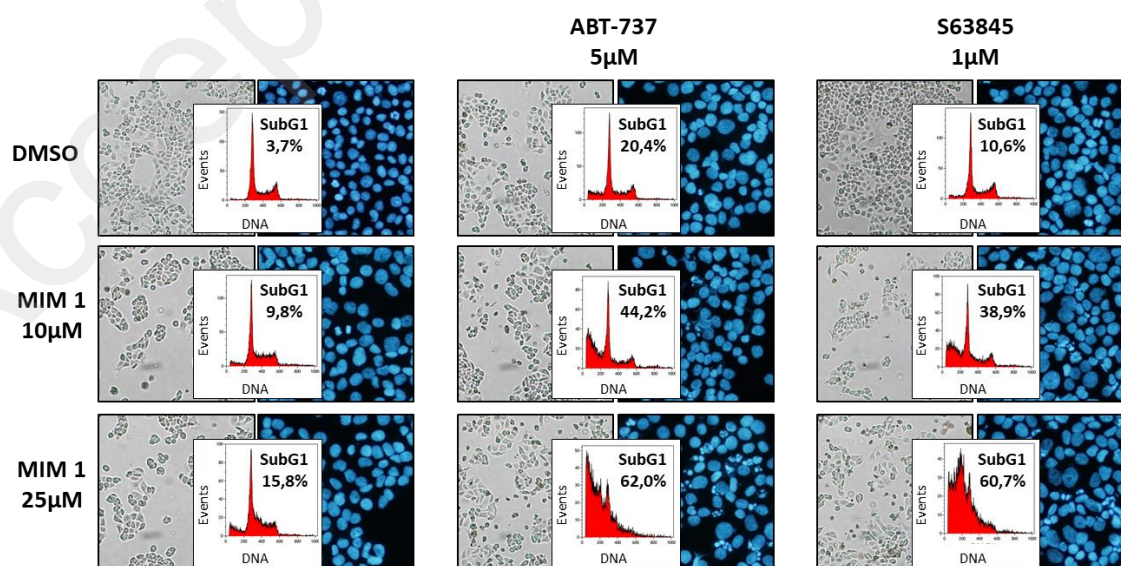 Accep
ABT-737
5µM
S63845
1µM
DMSO
SubG1
3,7%
Events
DNA
SubG1
20,4%
Events
DNA
SubG1
10,6%
Events
DNA
MIM 1
10µM
SubG1
9,8%
Events
DNA
SubG1
44,2%
Events
DNA
SubG1
38,9%
Events
DNA
MIM 1
25µM
SubG1
15,8%
Events
DNA
SubG1
62,0%
Events
DNA
SubG1
60,7%
Events
DNA